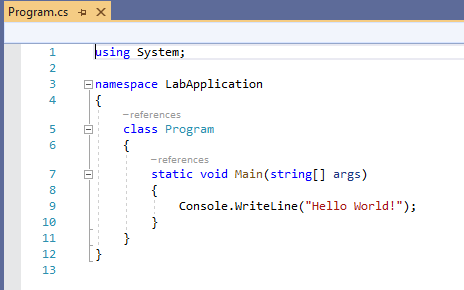 Program.cs
1 using System;
2
3 namespace LabApplication
4 {
–references
5 class Program
6 {
–references
7 static void Main(string[] args)
8 {
9 Console.WriteLine("Hello World!");
10 }
11 }
12 }
13